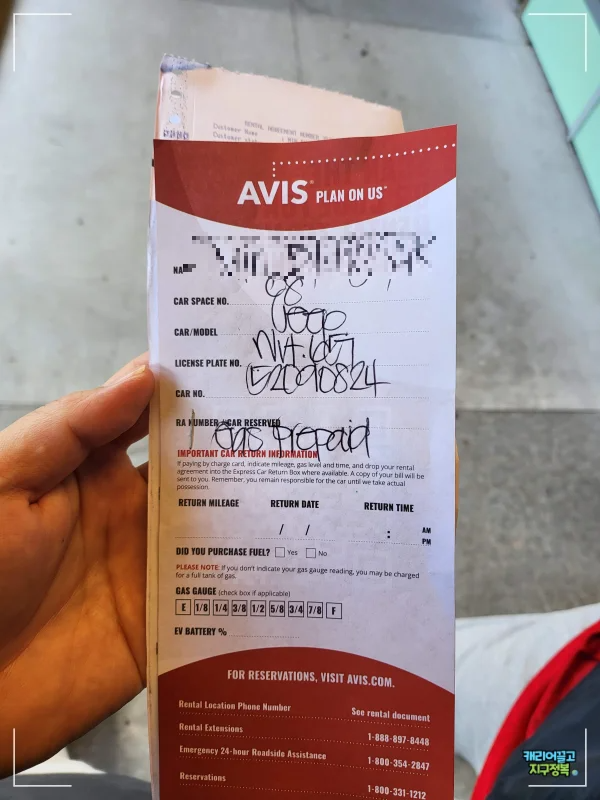 RENTAL AGREEMENT NUMBER
Customer Name
AVIS® PLAN ON US™
CAR SPACE NO. 68
CAR/MODEL Jeep
LICENSE PLATE NO.
CAR NO. 52090824
RA NUMBER / CAR RESERVED
Gas Prepaid
IMPORTANT CAR RETURN INFORMATION
If paying by charge card, indicate mileage, gas level and time, and drop your rental
agreement into the Express Car Return Box where available. A copy of your bill will be
sent to you. Remember, you remain responsible for the car until we take actual
possession.
RETURN MILEAGE RETURN DATE RETURN TIME
/ / : AM
PM
DID YOU PURCHASE FUEL? Yes No
PLEASE NOTE: If you don't indicate your gas gauge reading, you may be charged
for a full tank of gas.
GAS GAUGE (check box if applicable)
E 1/8 1/4 3/8 1/2 5/8 3/4 7/8 F
EV BATTERY %
FOR RESERVATIONS, VISIT AVIS.COM.
Rental Location Phone Number See rental document
Rental Extensions 1-888-897-8448
Emergency 24-hour Roadside Assistance 1-800-354-2847
Reservations 1-800-331-1212
캐리어끌고
지구정복